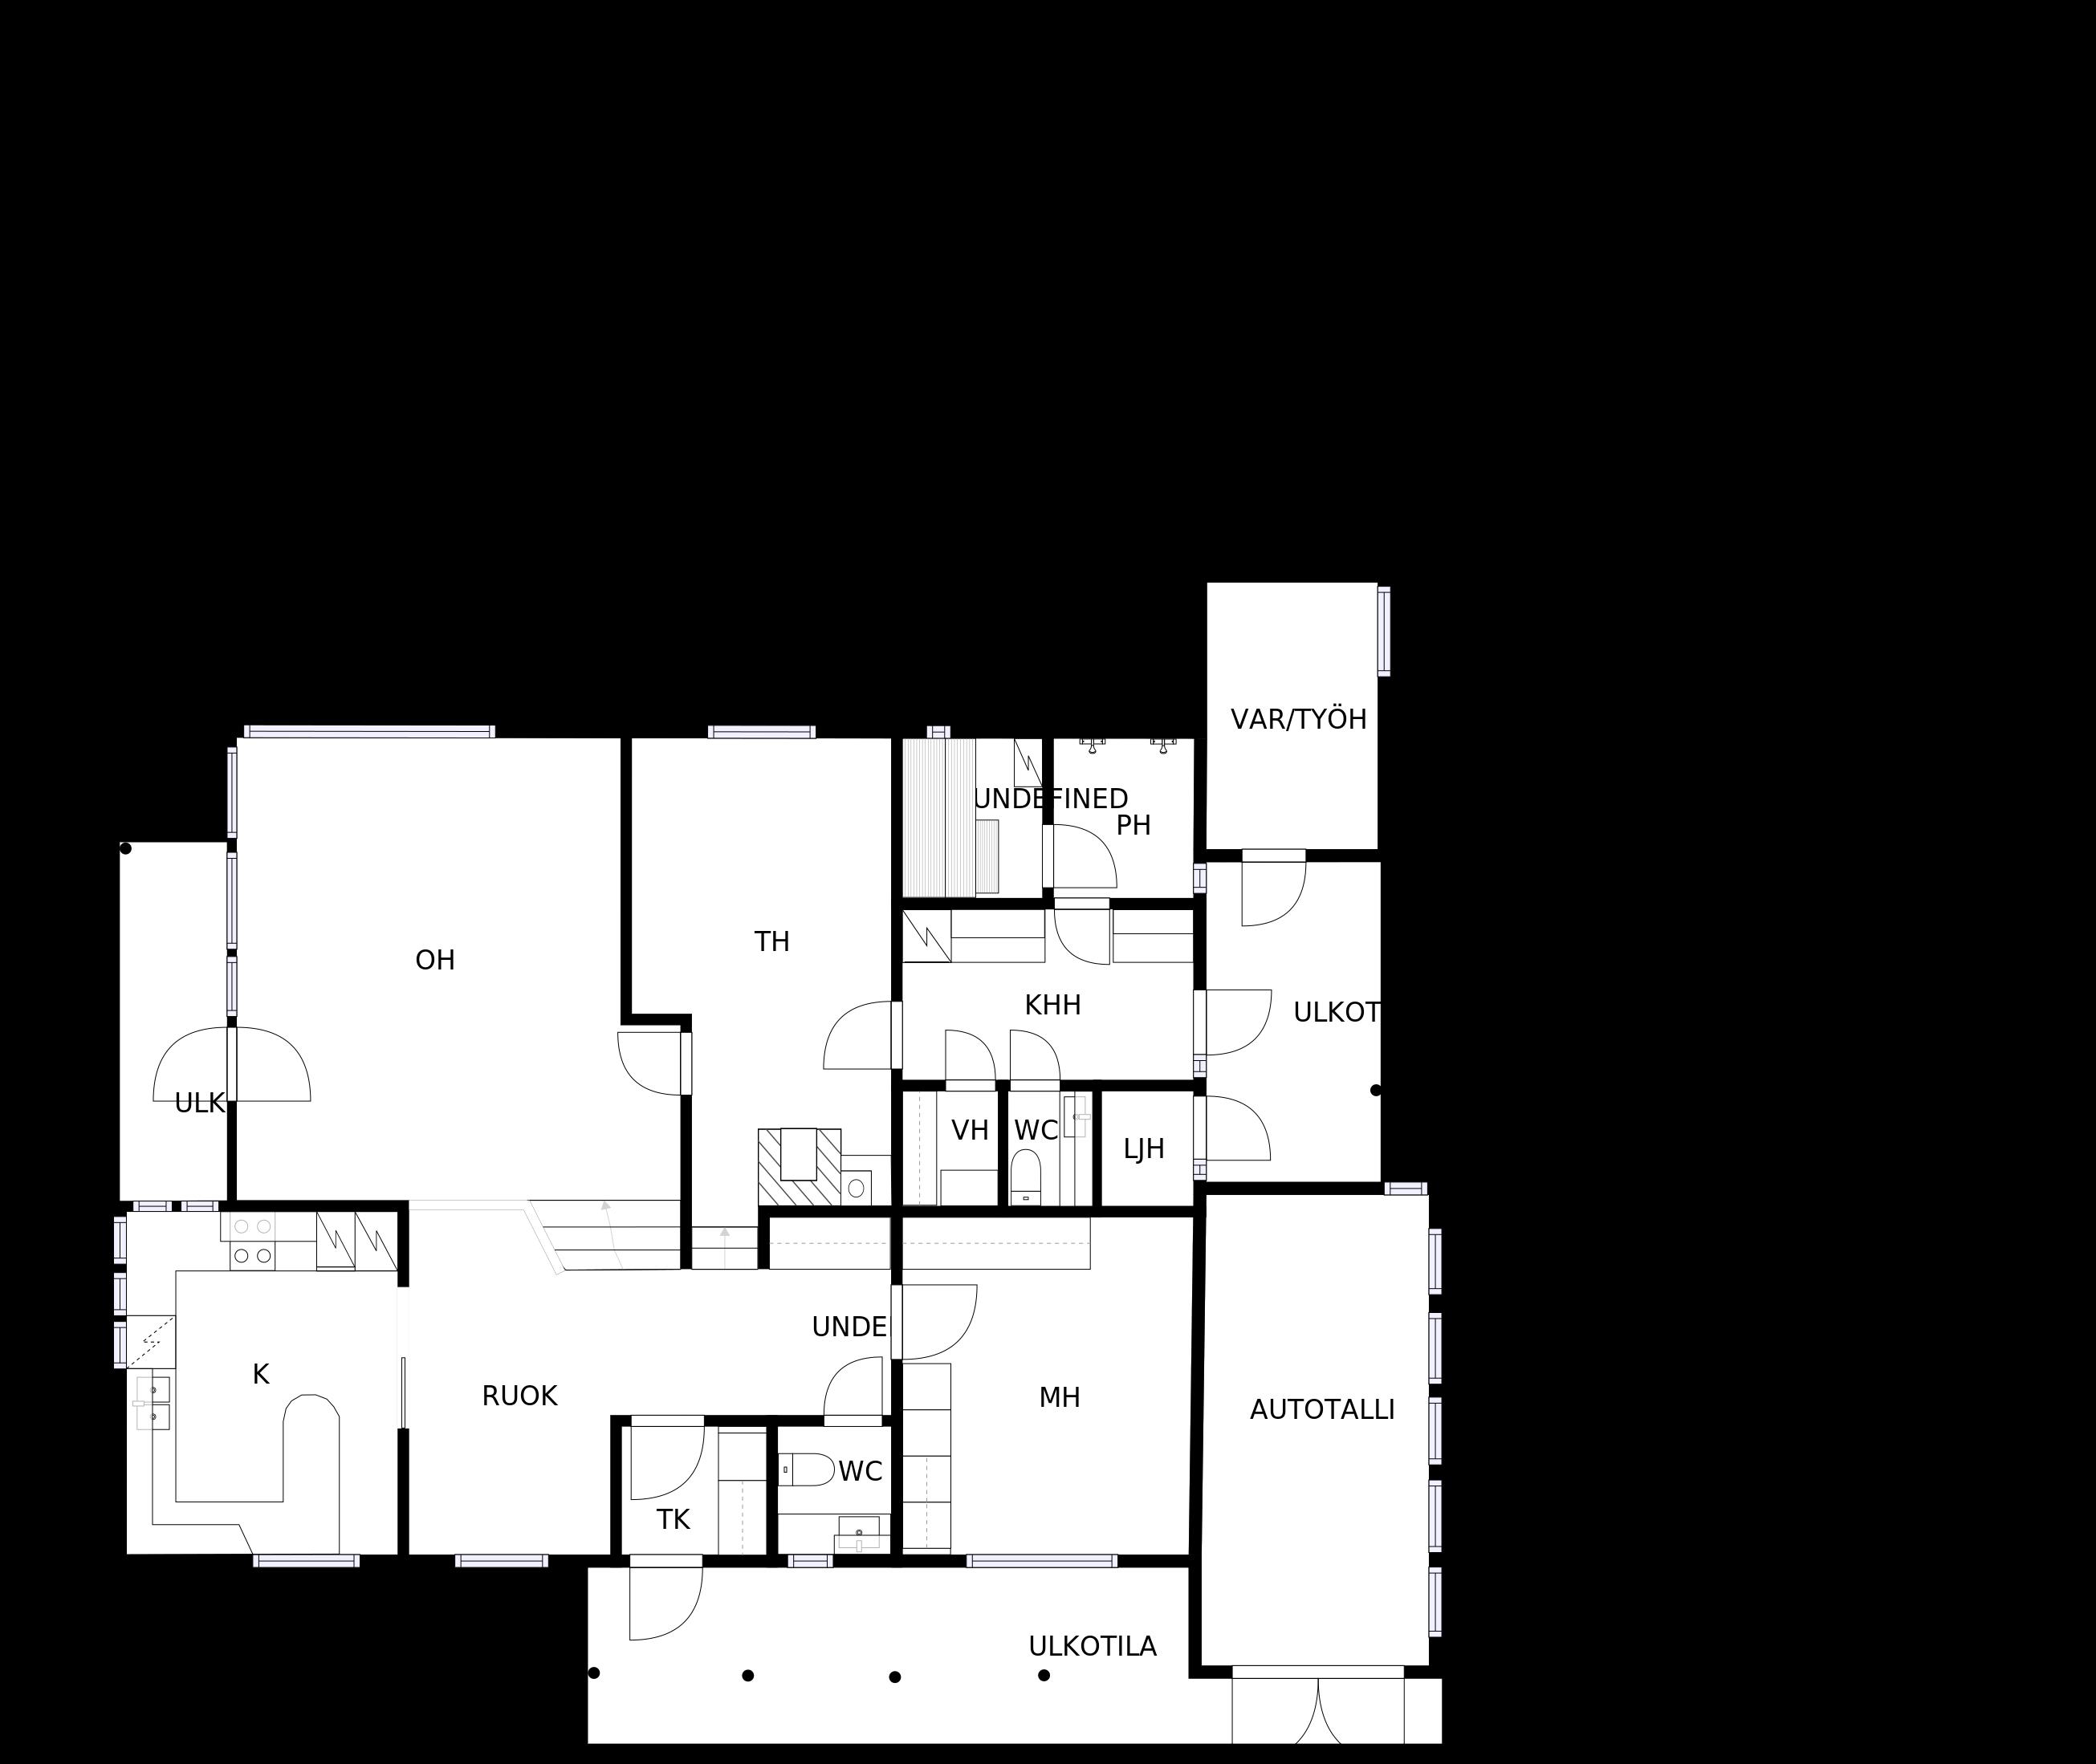 VAR/TYÖH
UNDEFINED
PH
TH
OH
KHH
ULKOT
ULK
VH
WC
LJH
UNDE
K
RUOK
MH
AUTOTALLI
WC
TK
ULKOTILA